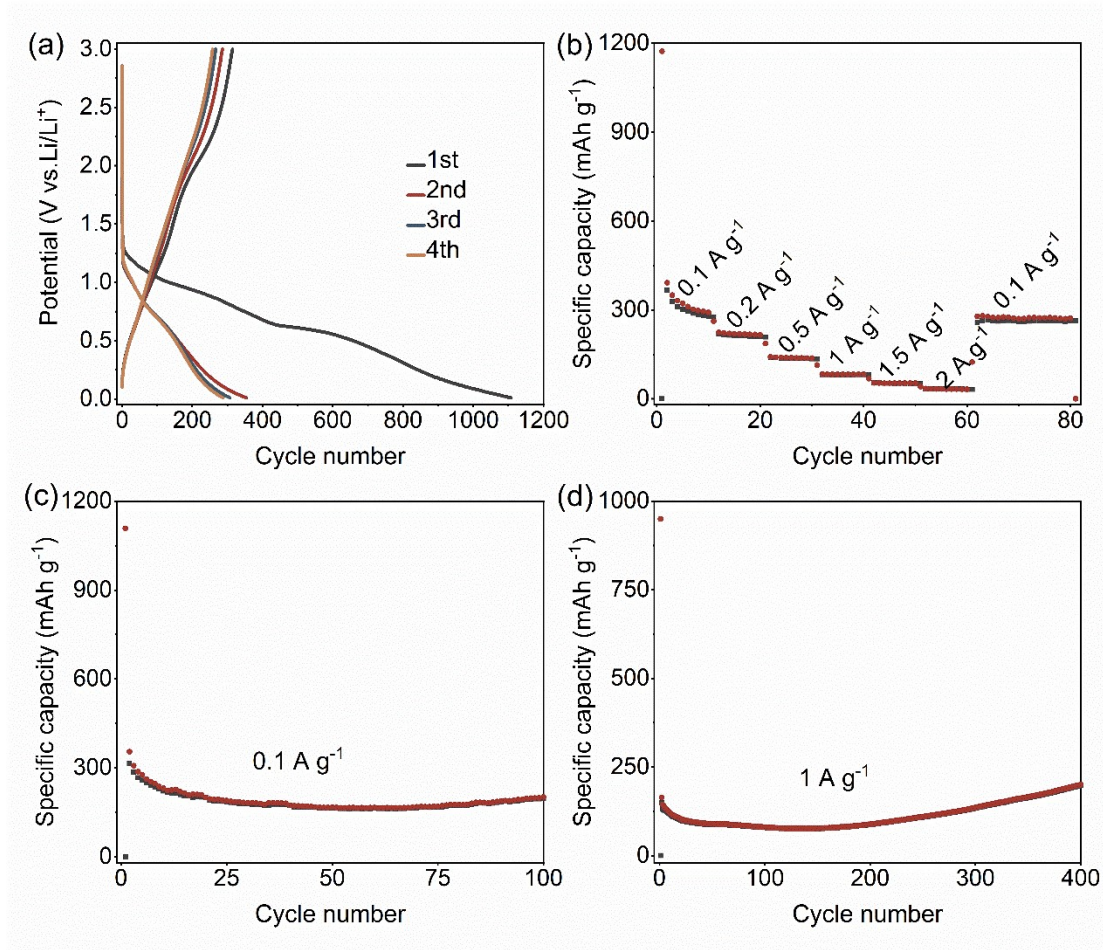 (a)
3.0
2.5
2.0
1.5
1.0
0.5
0.0
Potential (V vs.Li/Li⁺)
1st
2nd
3rd
4th
0 200 400 600 800 1000 1200
Cycle number
(b)
1200
900
600
300
0
Specific capacity (mAh g⁻¹)
0.1 A g⁻¹
0.2 A g⁻¹
0.5 A g⁻¹
1 A g⁻¹
1.5 A g⁻¹
2 A g⁻¹
0.1 A g⁻¹
0 20 40 60 80
Cycle number
(c)
1200
900
600
300
0
Specific capacity (mAh g⁻¹)
0.1 A g⁻¹
0 25 50 75 100
Cycle number
(d)
1000
750
500
250
0
Specific capacity (mAh g⁻¹)
1 A g⁻¹
0 100 200 300 400
Cycle number